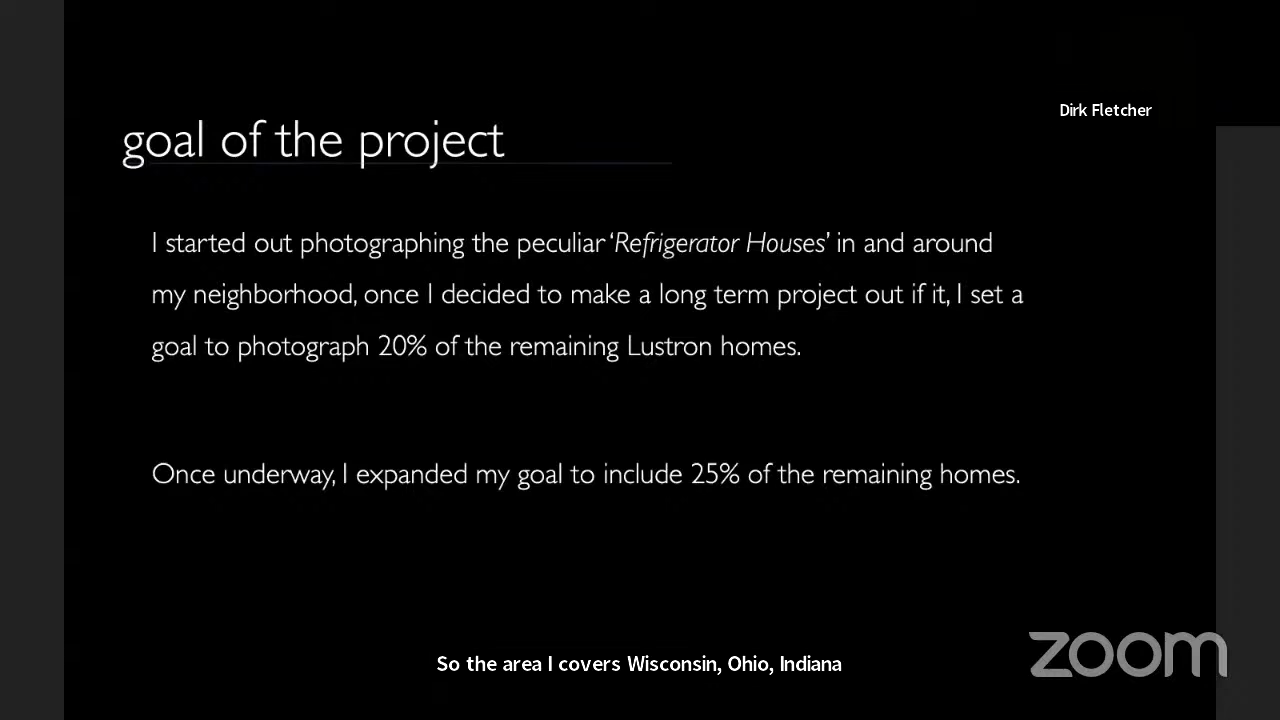 Dirk Fletcher
goal of the project
I started out photographing the peculiar ‘Refrigerator Houses’ in and around
my neighborhood, once I decided to make a long term project out if it, I set a
goal to photograph 20% of the remaining Lustron homes.
Once underway, I expanded my goal to include 25% of the remaining homes.
So the area I covers Wisconsin, Ohio, Indiana
zoom